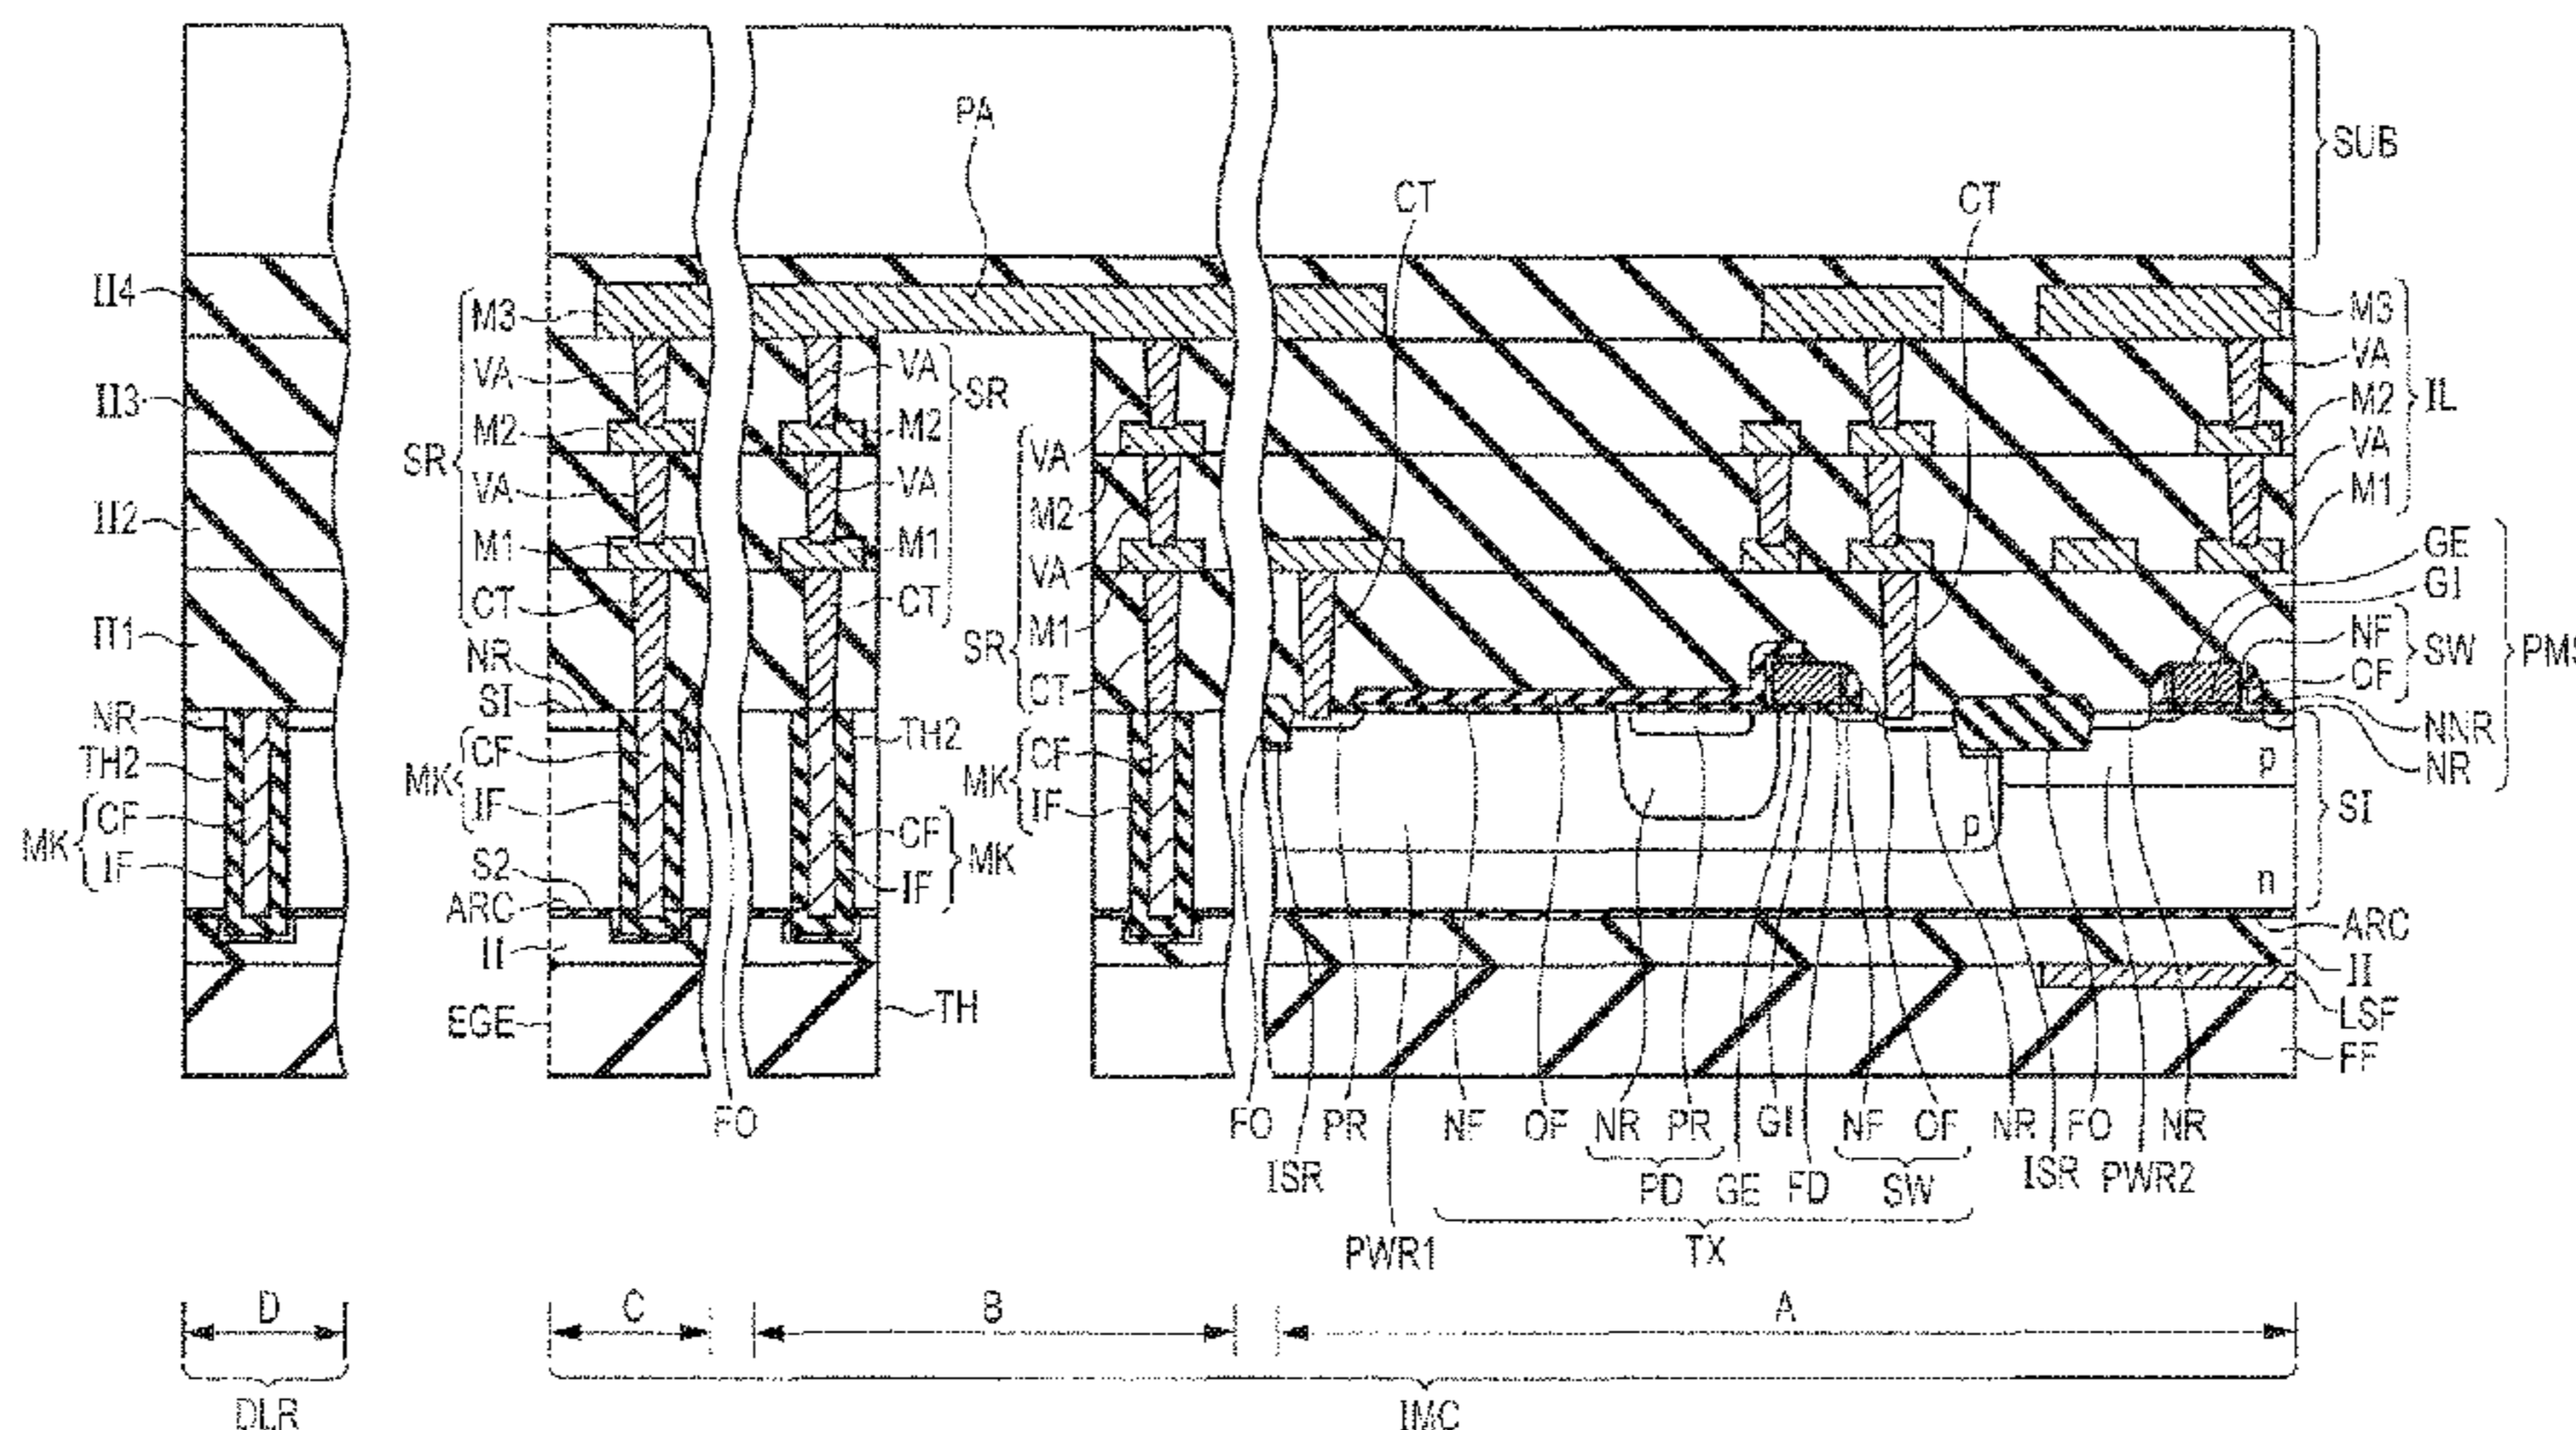 PA
SUB
CT
CT
II4
M3
M3
SR
VA
VA
SR
VA
II3
M2
M2
VA
M2
IL
SR
VA
VA
M2
VA
II2
M1
M1
VA
M1
GE
CT
CT
SR
M1
GI
II1
NR
CT
NF
SW
PMS
SI
NR
TH2
NNR
TH2
CF
MK
MK
CF
NR
p
MK
CF
IF
IF
SI
p
IF
CF
MK
S2
IF
n
ARC
ARC
II
II
EGE
TH
LSF
FF
FO
FO
PR
NF
OF
NR
PR
GI
NF
OF
NR
FO
NR
ISR
PD
GE
FD
SW
ISR
PWR2
PWR1
TX
D
C
B
A
DLR
IMC